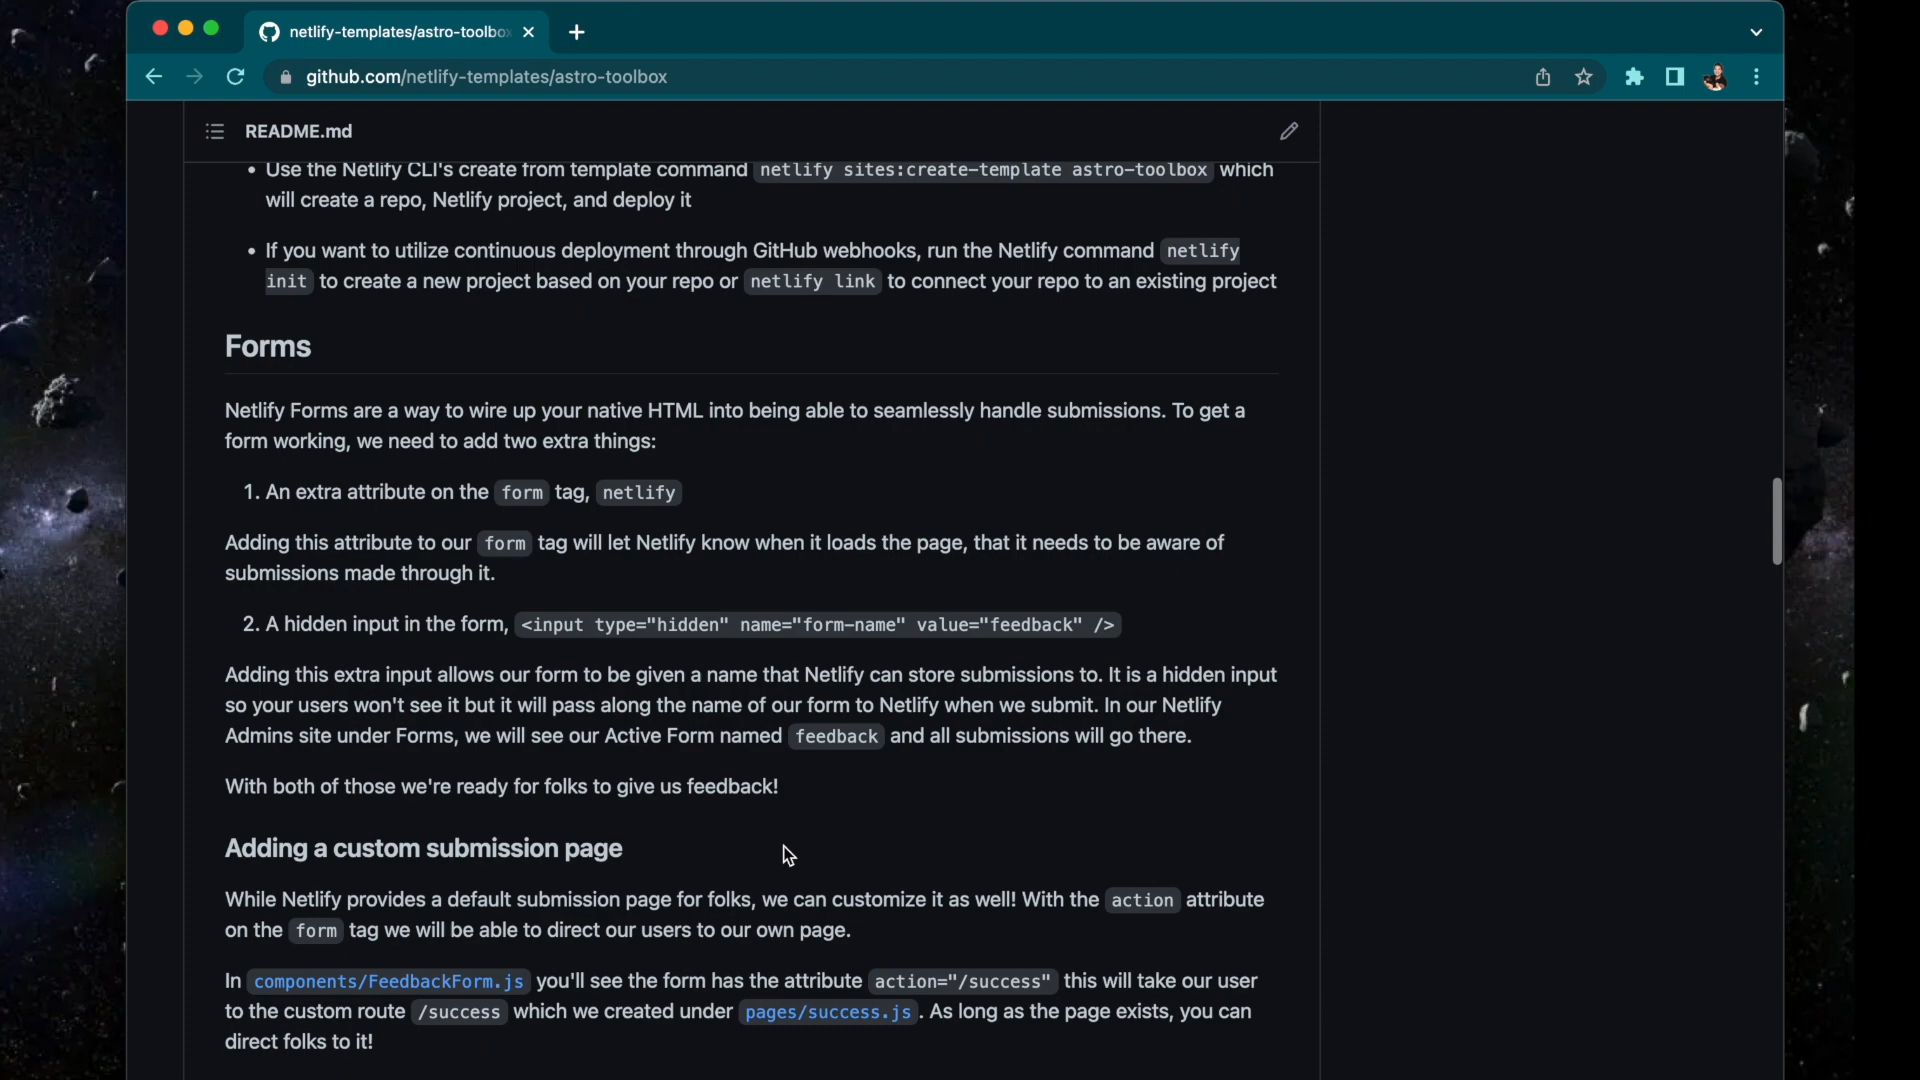 netlify-templates/astro-toolbox
github.com/netlify-templates/astro-toolbox
README.md
• Use the Netlify CLI's create from template command netlify sites:create-template astro-toolbox which
will create a repo, Netlify project, and deploy it
• If you want to utilize continuous deployment through GitHub webhooks, run the Netlify command netlify
init to create a new project based on your repo or netlify link to connect your repo to an existing project
Forms
Netlify Forms are a way to wire up your native HTML into being able to seamlessly handle submissions. To get a
form working, we need to add two extra things:
1. An extra attribute on the form tag, netlify
Adding this attribute to our form tag will let Netlify know when it loads the page, that it needs to be aware of
submissions made through it.
2. A hidden input in the form, <input type="hidden" name="form-name" value="feedback" />
Adding this extra input allows our form to be given a name that Netlify can store submissions to. It is a hidden input
so your users won't see it but it will pass along the name of our form to Netlify when we submit. In our Netlify
Admins site under Forms, we will see our Active Form named feedback and all submissions will go there.
With both of those we're ready for folks to give us feedback!
Adding a custom submission page
While Netlify provides a default submission page for folks, we can customize it as well! With the action attribute
on the form tag we will be able to direct our users to our own page.
In components/FeedbackForm.js you'll see the form has the attribute action="/success" this will take our user
to the custom route /success which we created under pages/success.js . As long as the page exists, you can
direct folks to it!